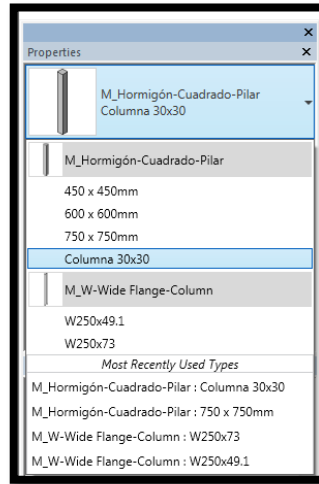 Properties
M_Hormigón-Cuadrado-Pilar
Columna 30x30
M_Hormigón-Cuadrado-Pilar
450 x 450mm
600 x 600mm
750 x 750mm
Columna 30x30
M_W-Wide Flange-Column
W250x49.1
W250x73
Most Recently Used Types
M_Hormigón-Cuadrado-Pilar : Columna 30x30
M_Hormigón-Cuadrado-Pilar : 750 x 750mm
M_W-Wide Flange-Column : W250x73
M_W-Wide Flange-Column : W250x49.1